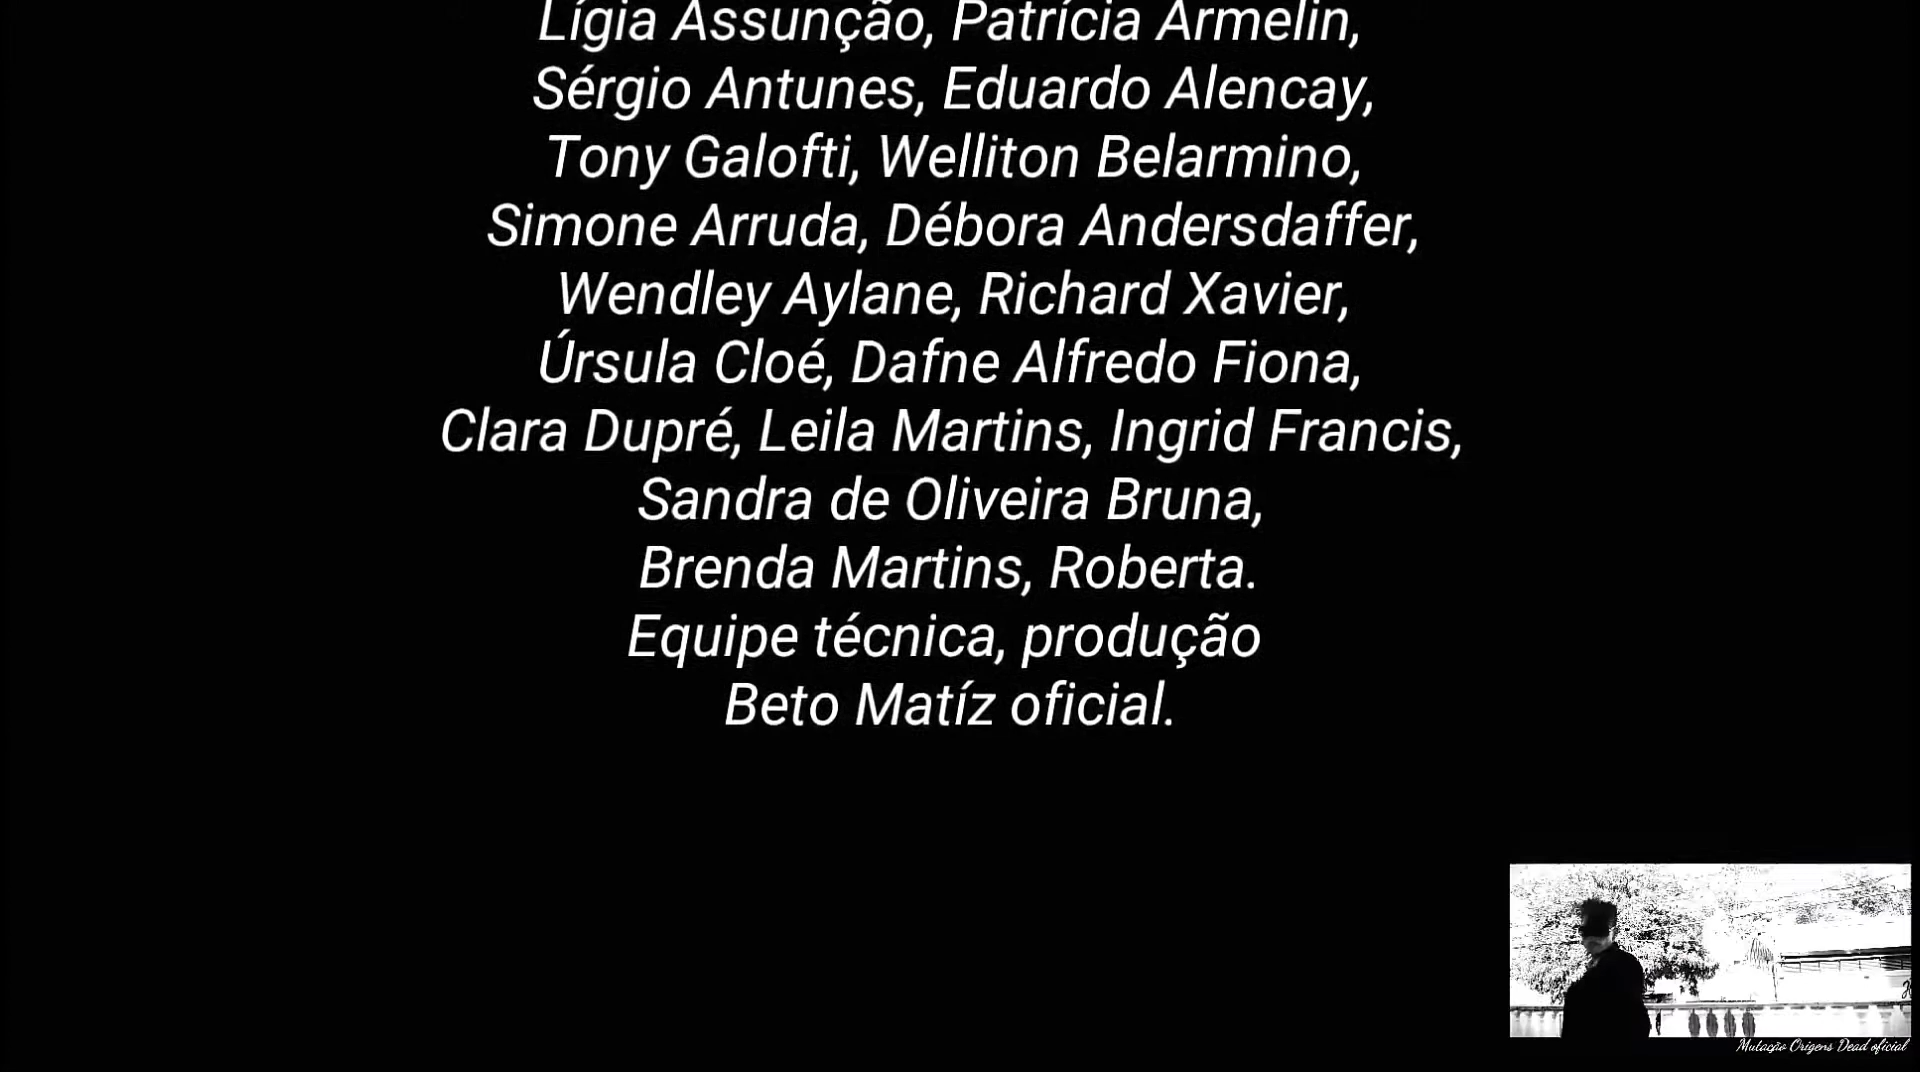 Lígia Assunção, Patrícia Armelin,
Sérgio Antunes, Eduardo Alencay,
Tony Galofti, Welliton Belarmino,
Simone Arruda, Débora Andersdaffer,
Wendley Aylane, Richard Xavier,
Úrsula Cloé, Dafne Alfredo Fiona,
Clara Dupré, Leila Martins, Ingrid Francis,
Sandra de Oliveira Bruna,
Brenda Martins, Roberta.
Equipe técnica, produção
Beto Matíz oficial.
Mutação Origens Dead oficial